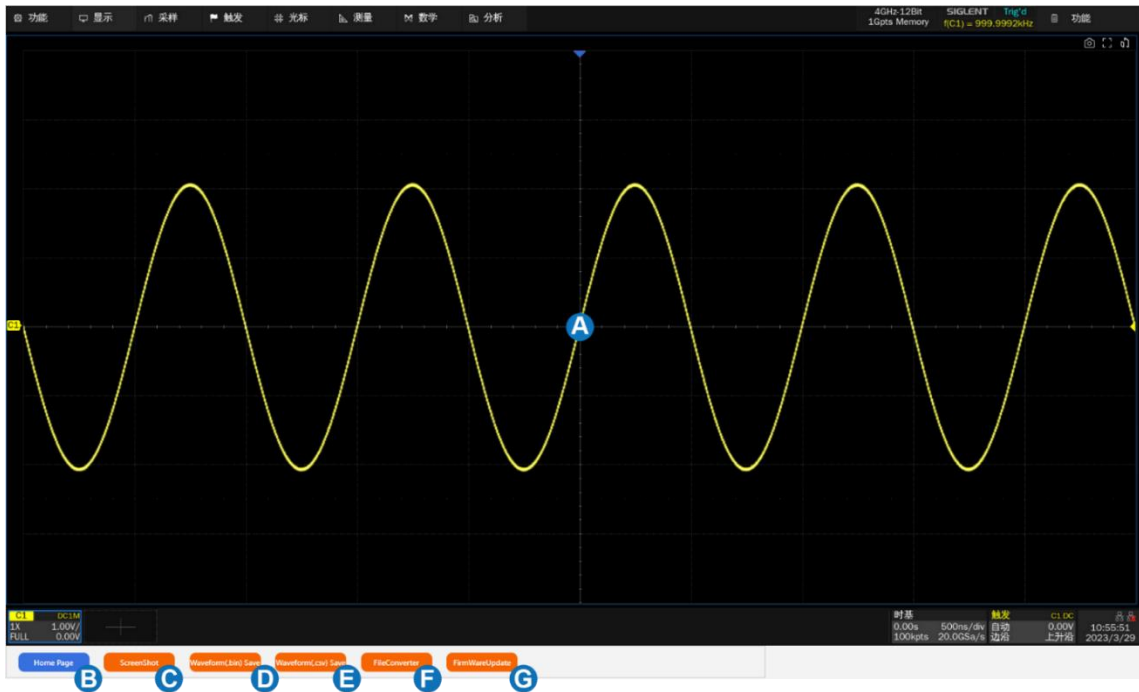 功能 显示 采样 触发 光标 测量 数学 分析
4GHz-12Bit SIGLENT Trig'd
1Gpts Memory f(C1) = 999.9992kHz 功能
C1
A
C1 DC1M
1X 1.00V/
FULL 0.00V
时基
0.00s 500ns/div
100kpts 20.0GSa/s
触发 C1 DC
自动 0.00V
边沿 上升沿
10:55:51
2023/3/29
Home Page ScreenShot Waveform(.bin) Save Waveform(.csv) Save FileConverter FirmWareUpdate
B C D E F G